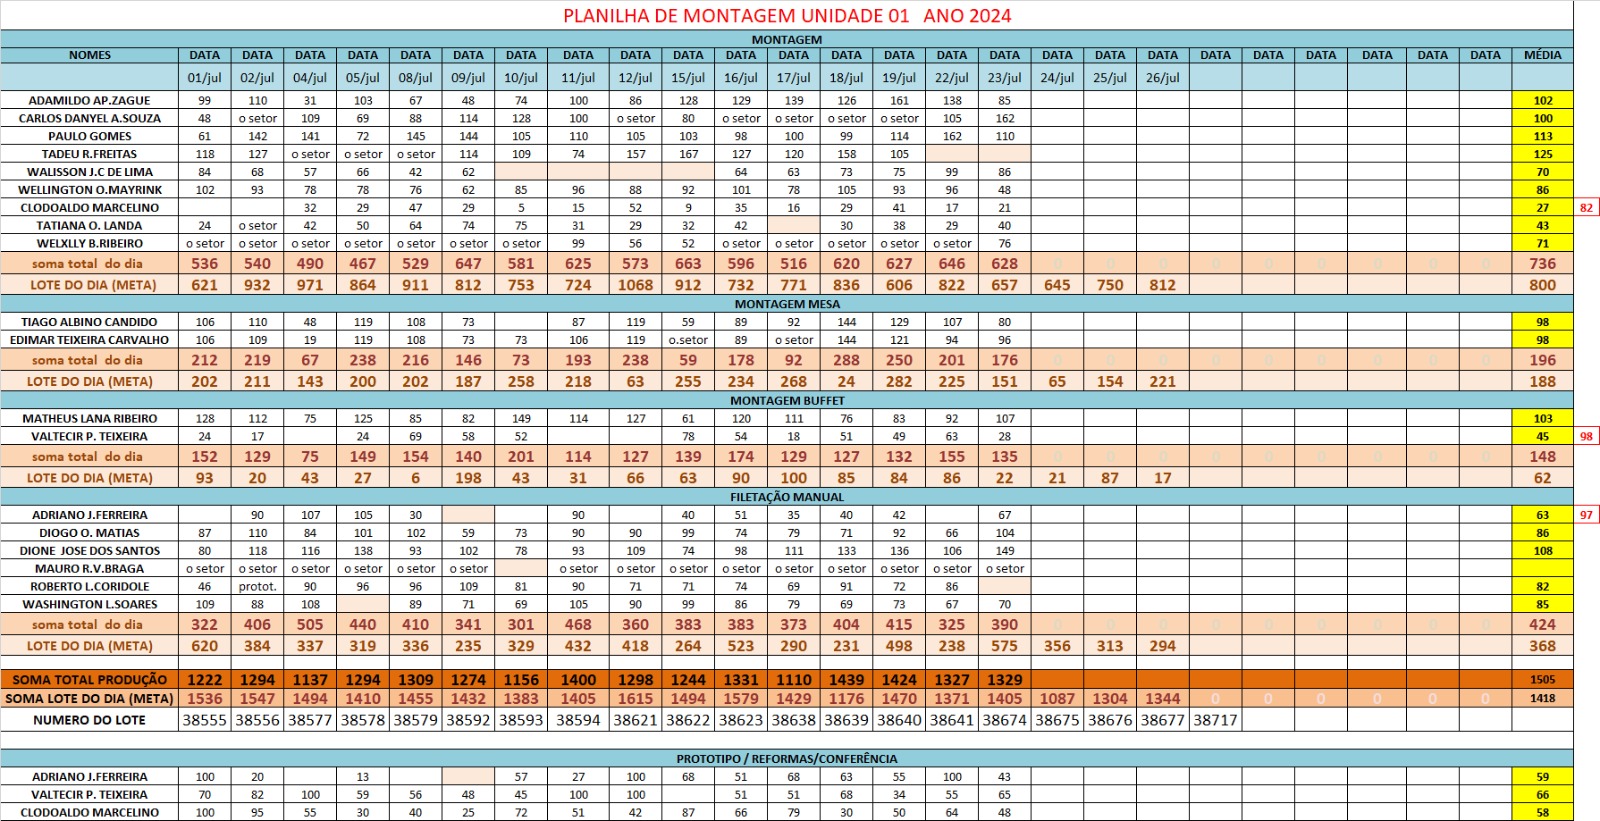 PLANILHA DE MONTAGEM UNIDADE 01 ANO 2024
MONTAGEM
NOMES DATA DATA DATA DATA DATA DATA DATA DATA DATA DATA DATA DATA DATA DATA DATA DATA DATA DATA DATA DATA DATA DATA DATA DATA DATA MÉDIA
01/jul 02/jul 04/jul 05/jul 08/jul 09/jul 10/jul 11/jul 12/jul 15/jul 16/jul 17/jul 18/jul 19/jul 22/jul 23/jul 24/jul 25/jul 26/jul
ADAMILDO AP.ZAGUE 99 110 31 103 67 48 74 100 86 128 129 139 126 161 138 85 102
CARLOS DANYEL A.SOUZA 48 o setor 109 69 88 114 128 100 o setor 80 o setor o setor o setor o setor 105 162 100
PAULO GOMES 61 142 141 72 145 144 105 110 105 103 98 100 99 114 162 110 113
TADEU R.FREITAS 118 127 o setor o setor o setor 114 109 74 157 167 127 120 158 105 125
WALISSON J.C DE LIMA 84 68 57 66 42 62 64 63 73 75 99 86 70
WELLINGTON O.MAYRINK 102 93 78 78 76 62 85 96 88 92 101 78 105 93 96 48 86
CLODOALDO MARCELINO 32 29 47 29 5 15 52 9 35 16 29 41 17 21 27 82
TATIANA O. LANDA 24 o setor 42 50 64 74 75 31 29 32 42 30 38 29 40 43
WELXLLY B.RIBEIRO o setor o setor o setor o setor o setor o setor o setor 99 56 52 o setor o setor o setor o setor o setor 76 71
soma total do dia 536 540 490 467 529 647 581 625 573 663 596 516 620 627 646 628 0 0 0 0 0 0 0 0 0 736
LOTE DO DIA (META) 621 932 971 864 911 812 753 724 1068 912 732 771 836 606 822 657 645 750 812 800
MONTAGEM MESA
TIAGO ALBINO CANDIDO 106 110 48 119 108 73 87 119 59 89 92 144 129 107 80 98
EDIMAR TEIXEIRA CARVALHO 106 109 19 119 108 73 73 106 119 o.setor 89 o setor 144 121 94 96 98
soma total do dia 212 219 67 238 216 146 73 193 238 59 178 92 288 250 201 176 0 0 0 0 0 0 0 0 0 196
LOTE DO DIA (META) 202 211 143 200 202 187 258 218 63 255 234 268 24 282 225 151 65 154 221 188
MONTAGEM BUFFET
MATHEUS LANA RIBEIRO 128 112 75 125 85 82 149 114 127 61 120 111 76 83 92 107 103
VALTECIR P. TEIXEIRA 24 17 24 69 58 52 78 54 18 51 49 63 28 45 98
soma total do dia 152 129 75 149 154 140 201 114 127 139 174 129 127 132 155 135 0 0 0 0 0 0 0 0 0 148
LOTE DO DIA (META) 93 20 43 27 6 198 43 31 66 63 90 100 85 84 86 22 21 87 17 62
FILETAÇÃO MANUAL
ADRIANO J.FERREIRA 90 107 105 30 90 40 51 35 40 42 67 63 97
DIOGO O. MATIAS 87 110 84 101 102 59 73 90 90 99 74 79 71 92 66 104 86
DIONE JOSE DOS SANTOS 80 118 116 138 93 102 78 93 109 74 98 111 133 136 106 149 108
MAURO R.V.BRAGA o setor o setor o setor o setor o setor o setor o setor o setor o setor o setor o setor o setor o setor o setor o setor
ROBERTO L.CORIDOLE 46 protot. 90 96 96 109 81 90 71 71 74 69 91 72 86 82
WASHINGTON L.SOARES 109 88 108 89 71 69 105 90 99 86 79 69 73 67 70 85
soma total do dia 322 406 505 440 410 341 301 468 360 383 383 373 404 415 325 390 0 0 0 0 0 0 0 0 0 424
LOTE DO DIA (META) 620 384 337 319 336 235 329 432 418 264 523 290 231 498 238 575 356 313 294 368
SOMA TOTAL PRODUÇÃO 1222 1294 1137 1294 1309 1274 1156 1400 1298 1244 1331 1110 1439 1424 1327 1329 1505
SOMA LOTE DO DIA (META) 1536 1547 1494 1410 1455 1432 1383 1405 1615 1494 1579 1429 1176 1470 1371 1405 1087 1304 1344 0 0 0 0 0 0 1418
NUMERO DO LOTE 38555 38556 38577 38578 38579 38592 38593 38594 38621 38622 38623 38638 38639 38640 38641 38674 38675 38676 38677 38717
PROTOTIPO / REFORMAS/CONFERÊNCIA
ADRIANO J.FERREIRA 100 20 13 57 27 100 68 51 68 63 55 100 43 59
VALTECIR P. TEIXEIRA 70 82 100 59 56 48 45 100 100 51 51 68 34 55 65 66
CLODOALDO MARCELINO 100 95 55 30 40 25 72 51 42 87 66 79 30 50 64 48 58